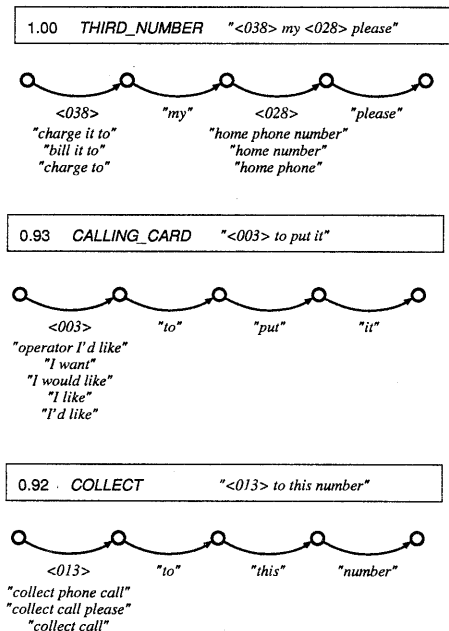 1.00 THIRD_NUMBER "<038> my <028> please"
<038> "my" <028> "please"
"charge it to" "home phone number"
"bill it to" "home number"
"charge to" "home phone"
0.93 CALLING_CARD "<003> to put it"
<003> "to" "put" "it"
"operator I'd like"
"I want"
"I would like"
"I like"
"I'd like"
0.92 COLLECT "<013> to this number"
<013> "to" "this" "number"
"collect phone call"
"collect call please"
"collect call"